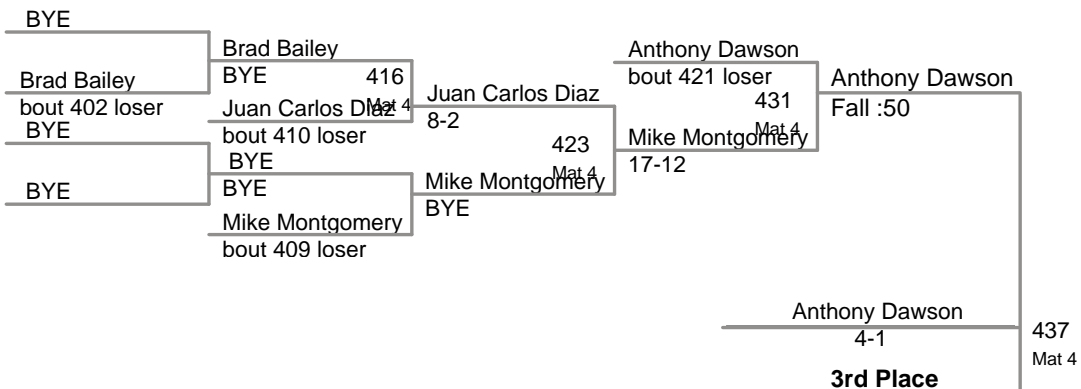 BYE
Brad Bailey
bout 402 loser
BYE
BYE
Brad Bailey
BYE
416
Mat 4
Juan Carlos Diaz
bout 410 loser
BYE
BYE
Mike Montgomery
bout 409 loser
Juan Carlos Diaz
8-2
423
Mat 4
Mike Montgomery
BYE
Anthony Dawson
bout 421 loser
431
Mat 4
Mike Montgomery
17-12
Anthony Dawson
Fall :50
Anthony Dawson
4-1
3rd Place
437
Mat 4